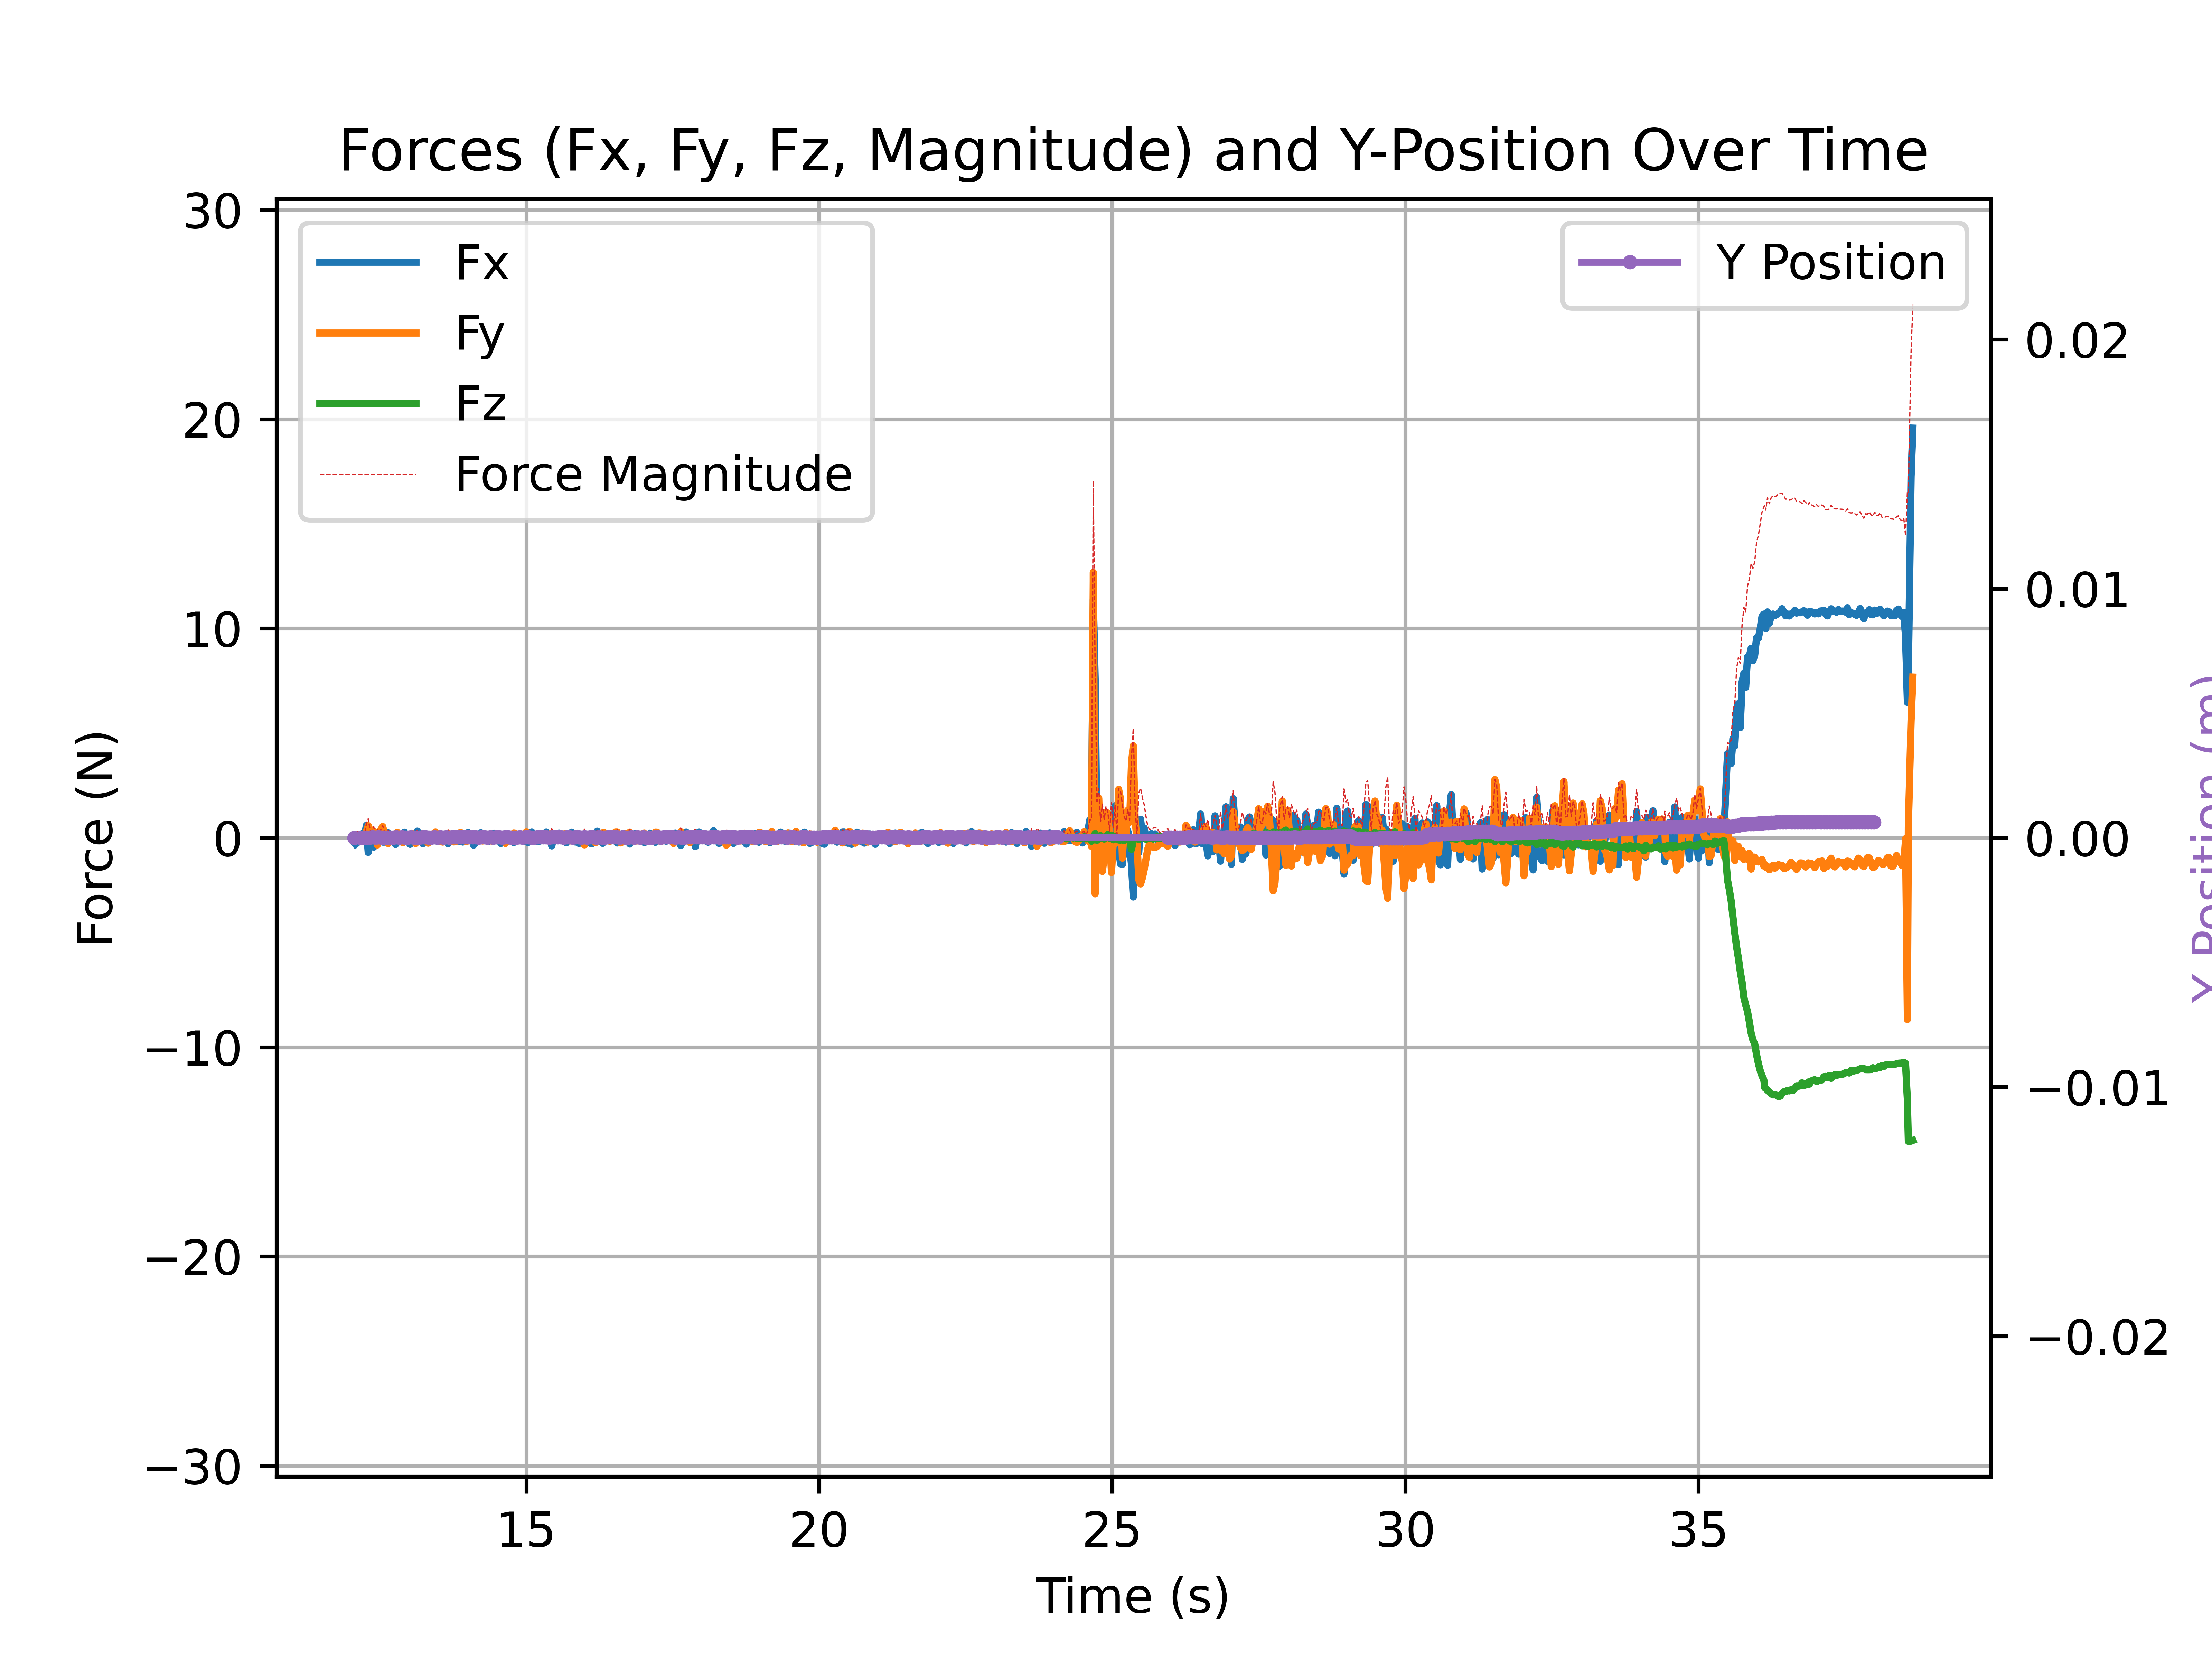 Forces (Fx, Fy, Fz, Magnitude) and Y-Position Over Time
Fx
Fy
Fz
Force Magnitude
Y Position
30
20
10
0
−10
−20
−30
Force (N)
0.02
0.01
0.00
−0.01
−0.02
Y Position (m)
15
20
25
30
35
Time (s)